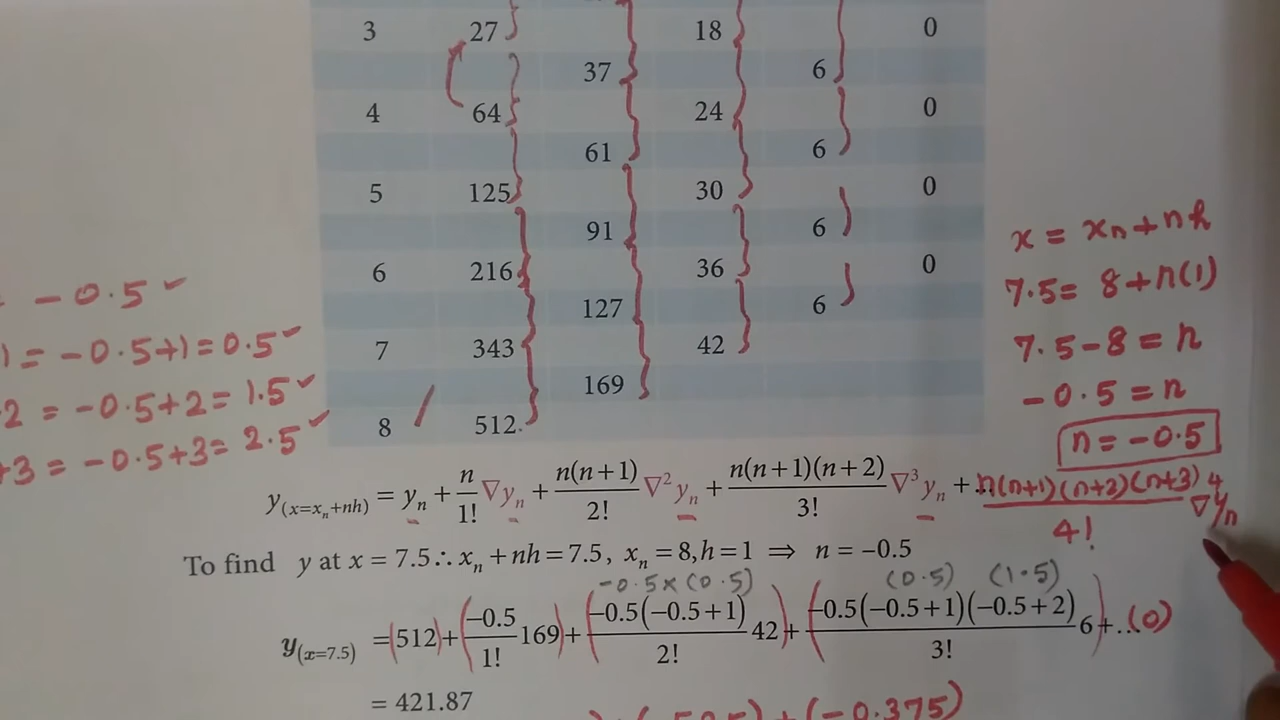 3 27 18 0
37 6
4 64 24 0
61 6
5 125 30 0
91 6
6 216 36 0
127 6
7 343 42
169
8 512.
- 0.5 ✓
1 = -0.5+1 = 0.5 ✓
2 = -0.5+2 = 1.5 ✓
+3 = -0.5+3 = 2.5 ✓
x = xₙ + nh
7.5 = 8 + n(1)
7.5 - 8 = n
- 0.5 = n
n = -0.5
y₍ₓ₌ₓₙ₊ₙₕ₎ = yₙ + n/1! ∇yₙ + n(n+1)/2! ∇²yₙ + n(n+1)(n+2)/3! ∇³yₙ + .. n(n+1)(n+2)(n+3)/4! ∇⁴yₙ
To find y at x = 7.5 ∴ xₙ + nh = 7.5, xₙ = 8, h = 1 ⇒ n = −0.5
-0.5×(0.5) (0.5) (1.5)
y₍ₓ₌₇.₅₎ = (512) + (−0.5/1! 169) + (−0.5(−0.5+1)/2! 42) + (−0.5(−0.5+1)(−0.5+2)/3! 6) + ..(0)
= 421.87
) + (-0.375)